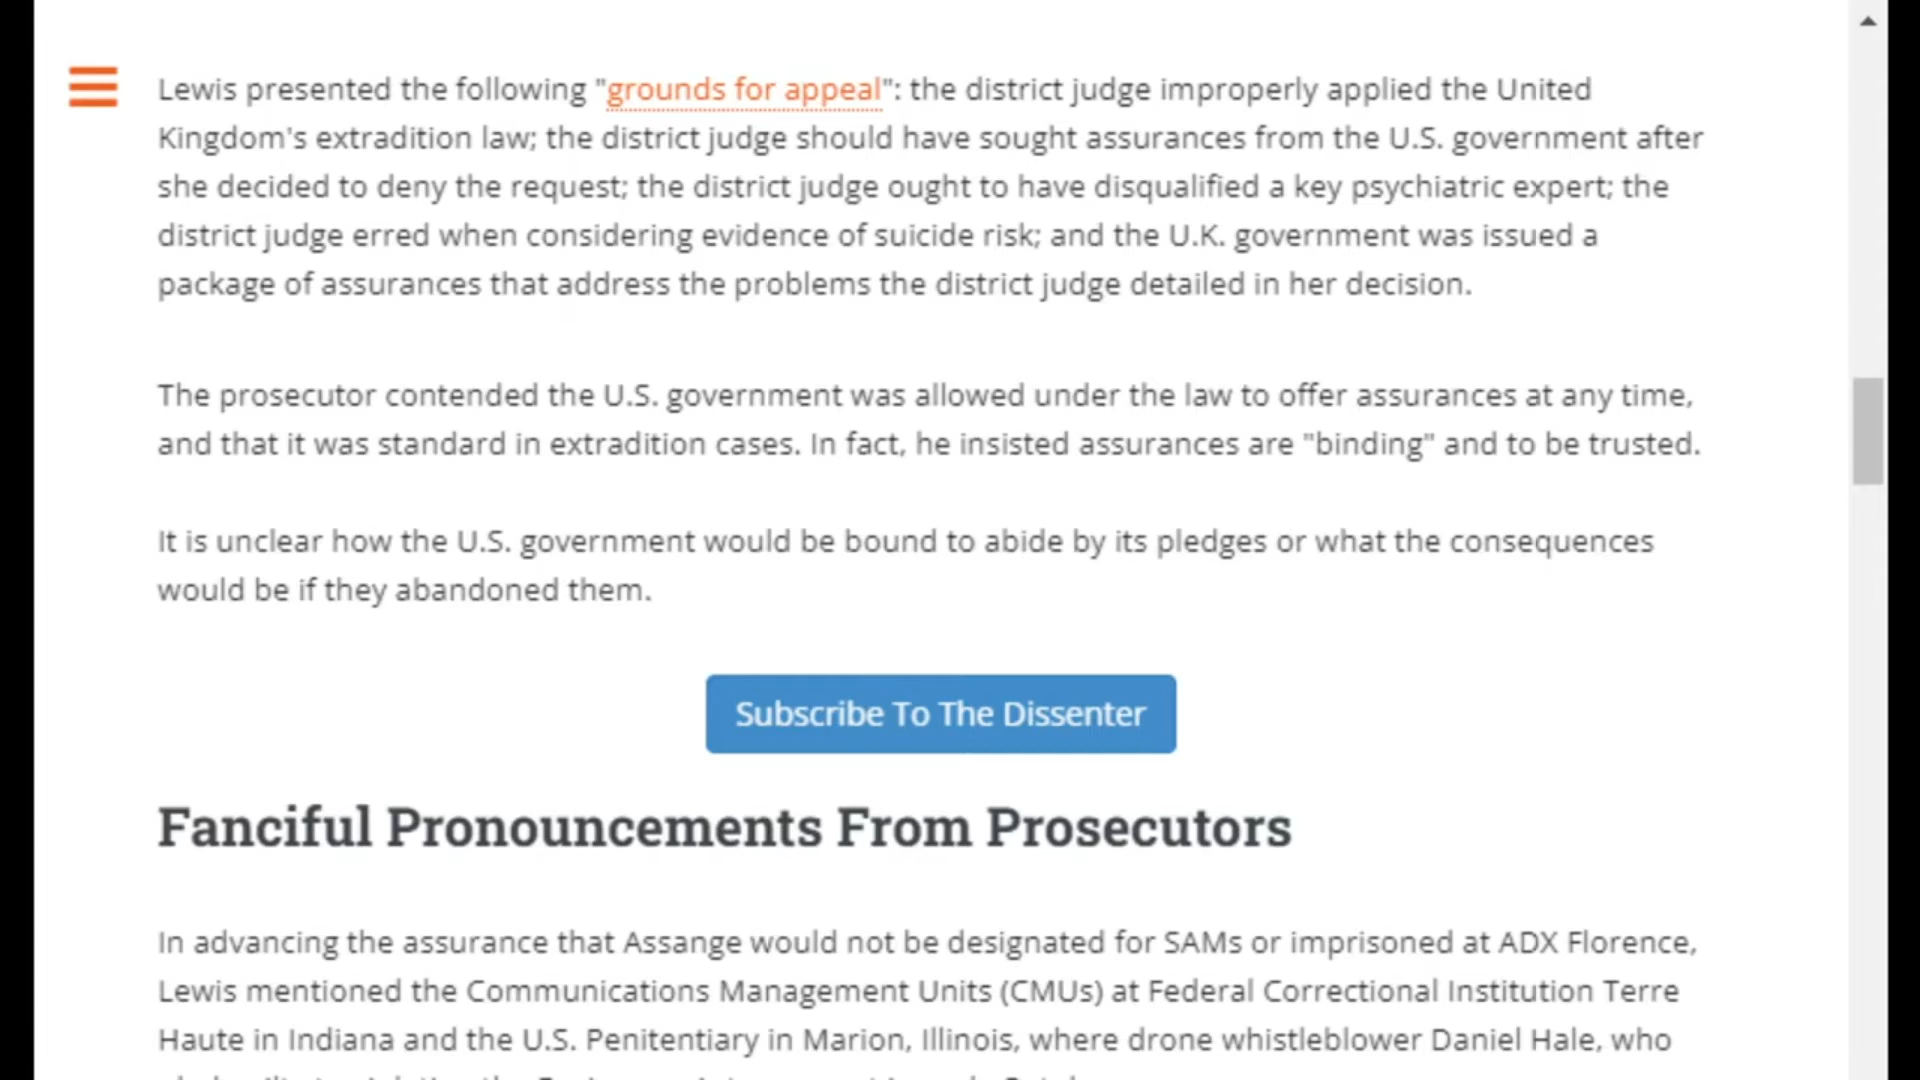 Lewis presented the following "grounds for appeal": the district judge improperly applied the United
Kingdom's extradition law; the district judge should have sought assurances from the U.S. government after
she decided to deny the request; the district judge ought to have disqualified a key psychiatric expert; the
district judge erred when considering evidence of suicide risk; and the U.K. government was issued a
package of assurances that address the problems the district judge detailed in her decision.
The prosecutor contended the U.S. government was allowed under the law to offer assurances at any time,
and that it was standard in extradition cases. In fact, he insisted assurances are "binding" and to be trusted.
It is unclear how the U.S. government would be bound to abide by its pledges or what the consequences
would be if they abandoned them.
Subscribe To The Dissenter
Fanciful Pronouncements From Prosecutors
In advancing the assurance that Assange would not be designated for SAMs or imprisoned at ADX Florence,
Lewis mentioned the Communications Management Units (CMUs) at Federal Correctional Institution Terre
Haute in Indiana and the U.S. Penitentiary in Marion, Illinois, where drone whistleblower Daniel Hale, who